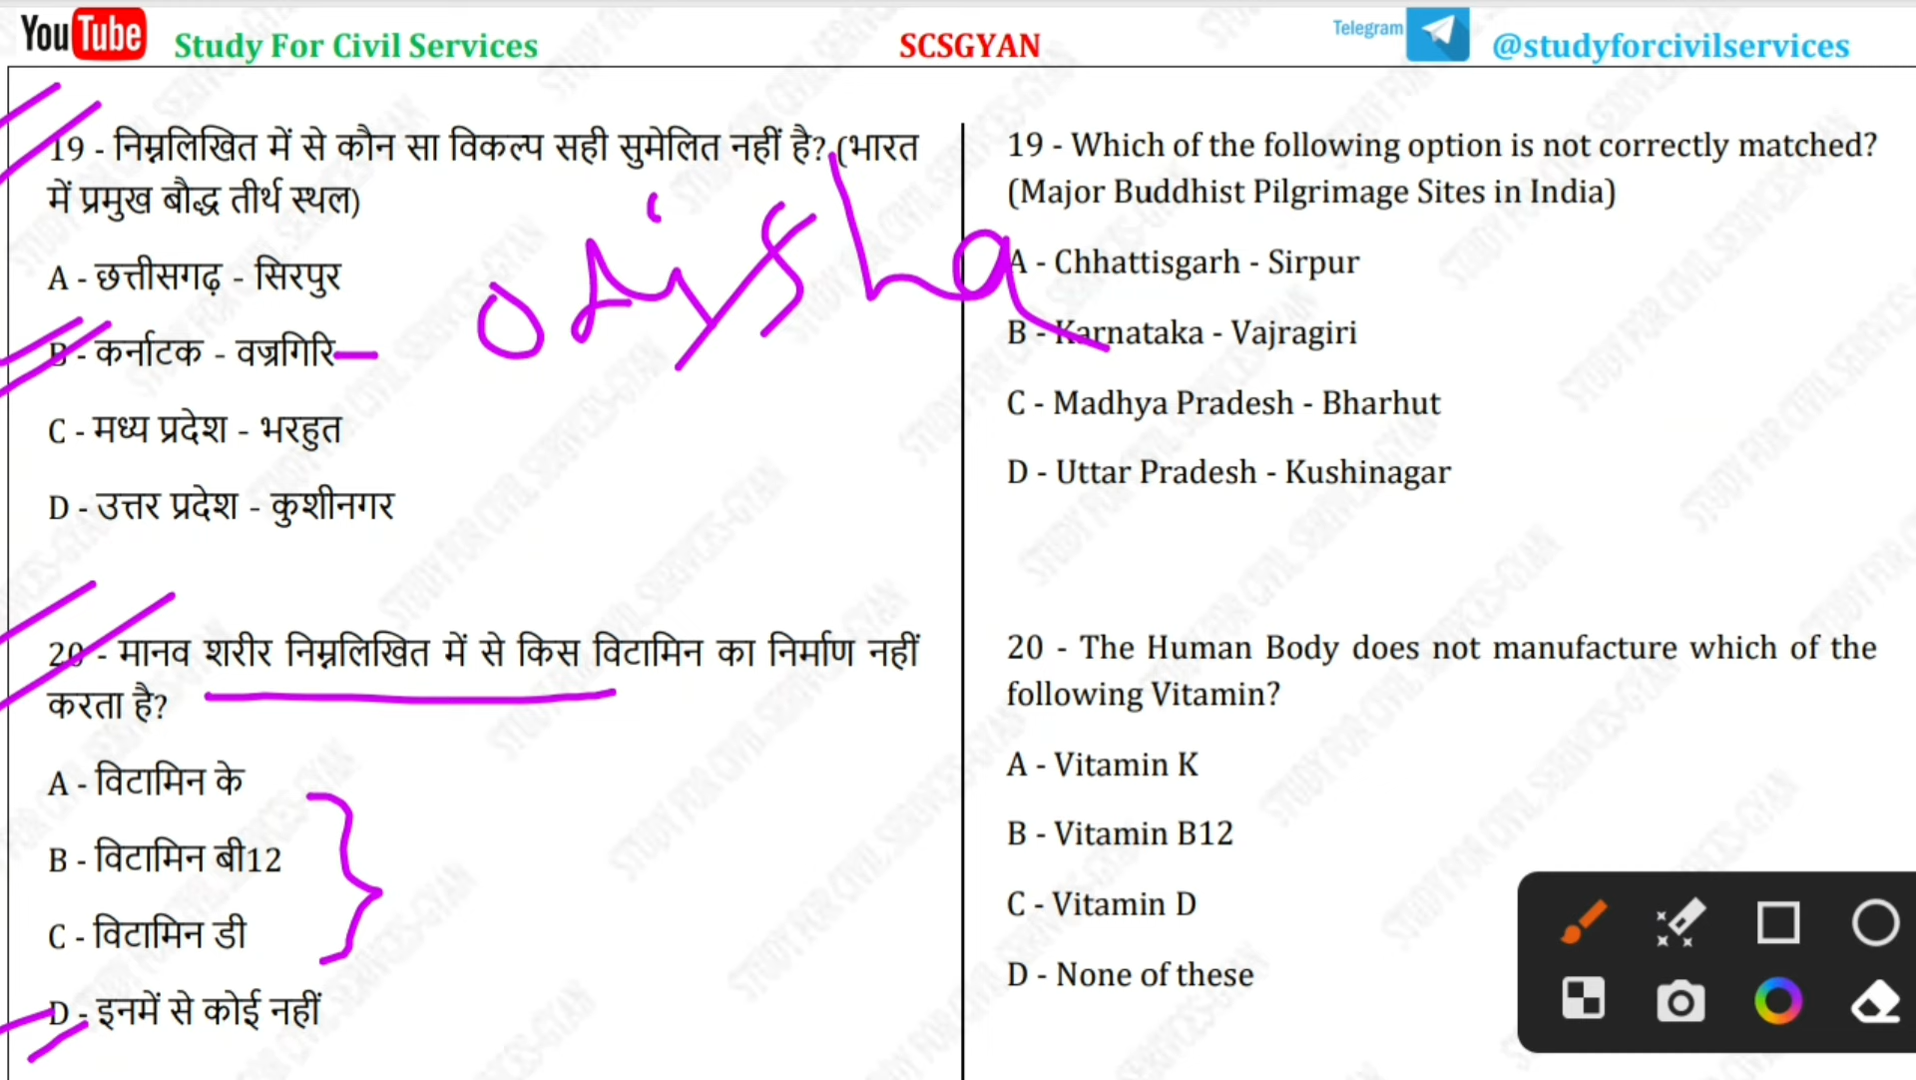 YouTube Study For Civil Services SCSGYAN Telegram @studyforcivilservices
19 - निम्नलिखित में से कौन सा विकल्प सही सुमेलित नहीं है? (भारत
में प्रमुख बौद्ध तीर्थ स्थल)
odisha
A - छत्तीसगढ़ - सिरपुर
B - कर्नाटक - वज्रगिरि
C - मध्य प्रदेश - भरहुत
D - उत्तर प्रदेश - कुशीनगर
20 - मानव शरीर निम्नलिखित में से किस विटामिन का निर्माण नहीं
करता है?
A - विटामिन के
B - विटामिन बी12
C - विटामिन डी
D - इनमें से कोई नहीं
19 - Which of the following option is not correctly matched?
(Major Buddhist Pilgrimage Sites in India)
A - Chhattisgarh - Sirpur
B - Karnataka - Vajragiri
C - Madhya Pradesh - Bharhut
D - Uttar Pradesh - Kushinagar
20 - The Human Body does not manufacture which of the
following Vitamin?
A - Vitamin K
B - Vitamin B12
C - Vitamin D
D - None of these